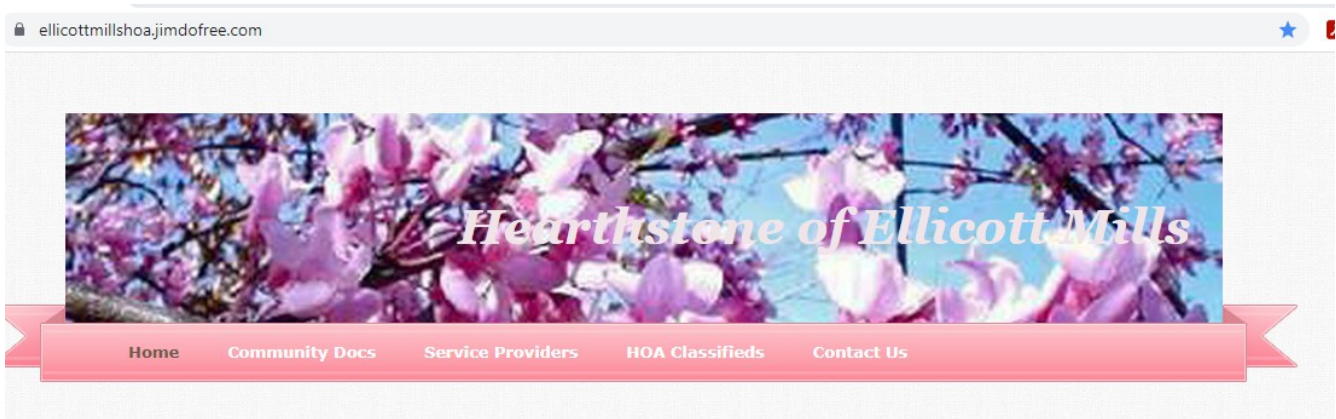 ellicottmillshoa.jimdofree.com
Hearthstone of Ellicott Mills
Home Community Docs Service Providers HOA Classifieds Contact Us